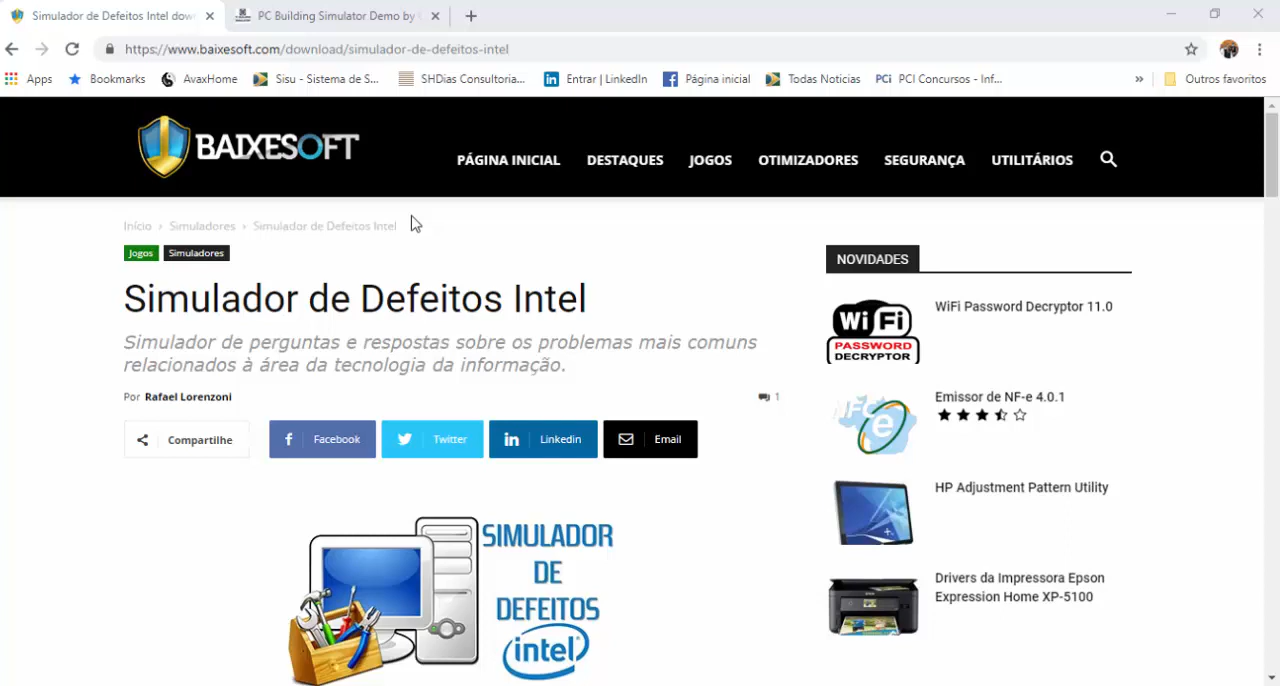 Simulador de Defeitos Intel dow
PC Building Simulator Demo by
https://www.baixesoft.com/download/simulador-de-defeitos-intel
Apps
Bookmarks
AvaxHome
Sisu - Sistema de S...
SHDias Consultoria...
Entrar | LinkedIn
Página inicial
Todas Noticias
PCi PCI Concursos - Inf...
»
Outros favoritos
BAIXESOFT
PÁGINA INICIAL
DESTAQUES
JOGOS
OTIMIZADORES
SEGURANÇA
UTILITÁRIOS
Início › Simuladores › Simulador de Defeitos Intel
Jogos
Simuladores
Simulador de Defeitos Intel
Simulador de perguntas e respostas sobre os problemas mais comuns
relacionados à área da tecnologia da informação.
Por Rafael Lorenzoni
1
Compartilhe
Facebook
Twitter
Linkedin
Email
SIMULADOR
DE
DEFEITOS
intel
NOVIDADES
WiFi
PASSWORD
DECRYPTOR
WiFi Password Decryptor 11.0
NFC e
Emissor de NF-e 4.0.1
HP Adjustment Pattern Utility
Drivers da Impressora Epson
Expression Home XP-5100